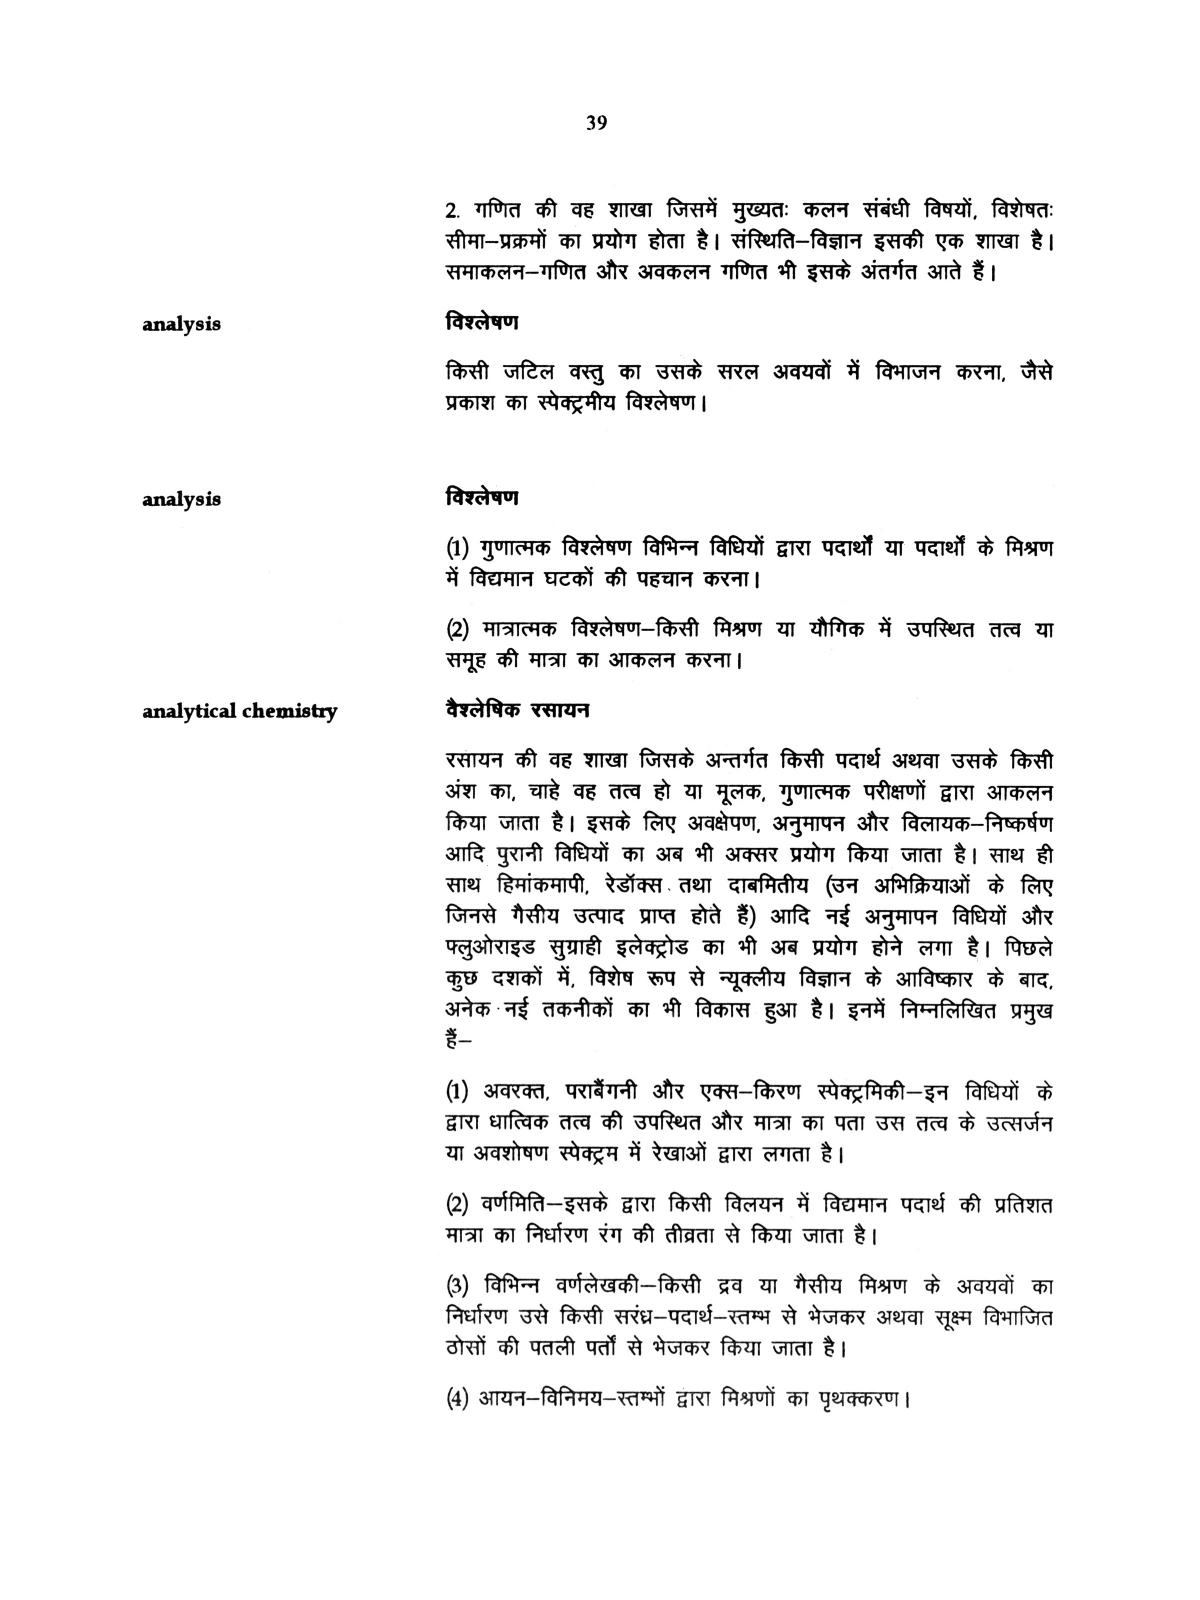 39
2. गणित की वह शाखा जिसमें मुख्यतः कलन संबंधी विषयों, विशेषतः
सीमा–प्रक्रमों का प्रयोग होता है। संस्थिति–विज्ञान इसकी एक शाखा है।
समाकलन–गणित और अवकलन गणित भी इसके अंतर्गत आते हैं।
analysis विश्लेषण
किसी जटिल वस्तु का उसके सरल अवयवों में विभाजन करना, जैसे
प्रकाश का स्पेक्ट्रमीय विश्लेषण।
analysis विश्लेषण
(1) गुणात्मक विश्लेषण विभिन्न विधियों द्वारा पदार्थों या पदार्थों के मिश्रण
में विद्यमान घटकों की पहचान करना।
(2) मात्रात्मक विश्लेषण–किसी मिश्रण या यौगिक में उपस्थित तत्व या
समूह की मात्रा का आकलन करना।
analytical chemistry वैश्लेषिक रसायन
रसायन की वह शाखा जिसके अन्तर्गत किसी पदार्थ अथवा उसके किसी
अंश का, चाहे वह तत्व हो या मूलक, गुणात्मक परीक्षणों द्वारा आकलन
किया जाता है। इसके लिए अवक्षेपण, अनुमापन और विलायक–निष्कर्षण
आदि पुरानी विधियों का अब भी अक्सर प्रयोग किया जाता है। साथ ही
साथ हिमांकमापी, रेडॉक्स तथा दाबमितीय (उन अभिक्रियाओं के लिए
जिनसे गैसीय उत्पाद प्राप्त होते हैं) आदि नई अनुमापन विधियों और
फ्लुओराइड सुग्राही इलेक्ट्रोड का भी अब प्रयोग होने लगा है। पिछले
कुछ दशकों में, विशेष रूप से न्यूक्लीय विज्ञान के आविष्कार के बाद,
अनेक नई तकनीकों का भी विकास हुआ है। इनमें निम्नलिखित प्रमुख
हैं–
(1) अवरक्त, पराबैंगनी और एक्स–किरण स्पेक्ट्रमिकी–इन विधियों के
द्वारा धात्विक तत्व की उपस्थित और मात्रा का पता उस तत्व के उत्सर्जन
या अवशोषण स्पेक्ट्रम में रेखाओं द्वारा लगता है।
(2) वर्णमिति–इसके द्वारा किसी विलयन में विद्यमान पदार्थ की प्रतिशत
मात्रा का निर्धारण रंग की तीव्रता से किया जाता है।
(3) विभिन्न वर्णलेखकी–किसी द्रव या गैसीय मिश्रण के अवयवों का
निर्धारण उसे किसी सरंध्र–पदार्थ–स्तम्भ से भेजकर अथवा सूक्ष्म विभाजित
ठोसों की पतली पर्तों से भेजकर किया जाता है।
(4) आयन–विनिमय–स्तम्भों द्वारा मिश्रणों का पृथक्करण।